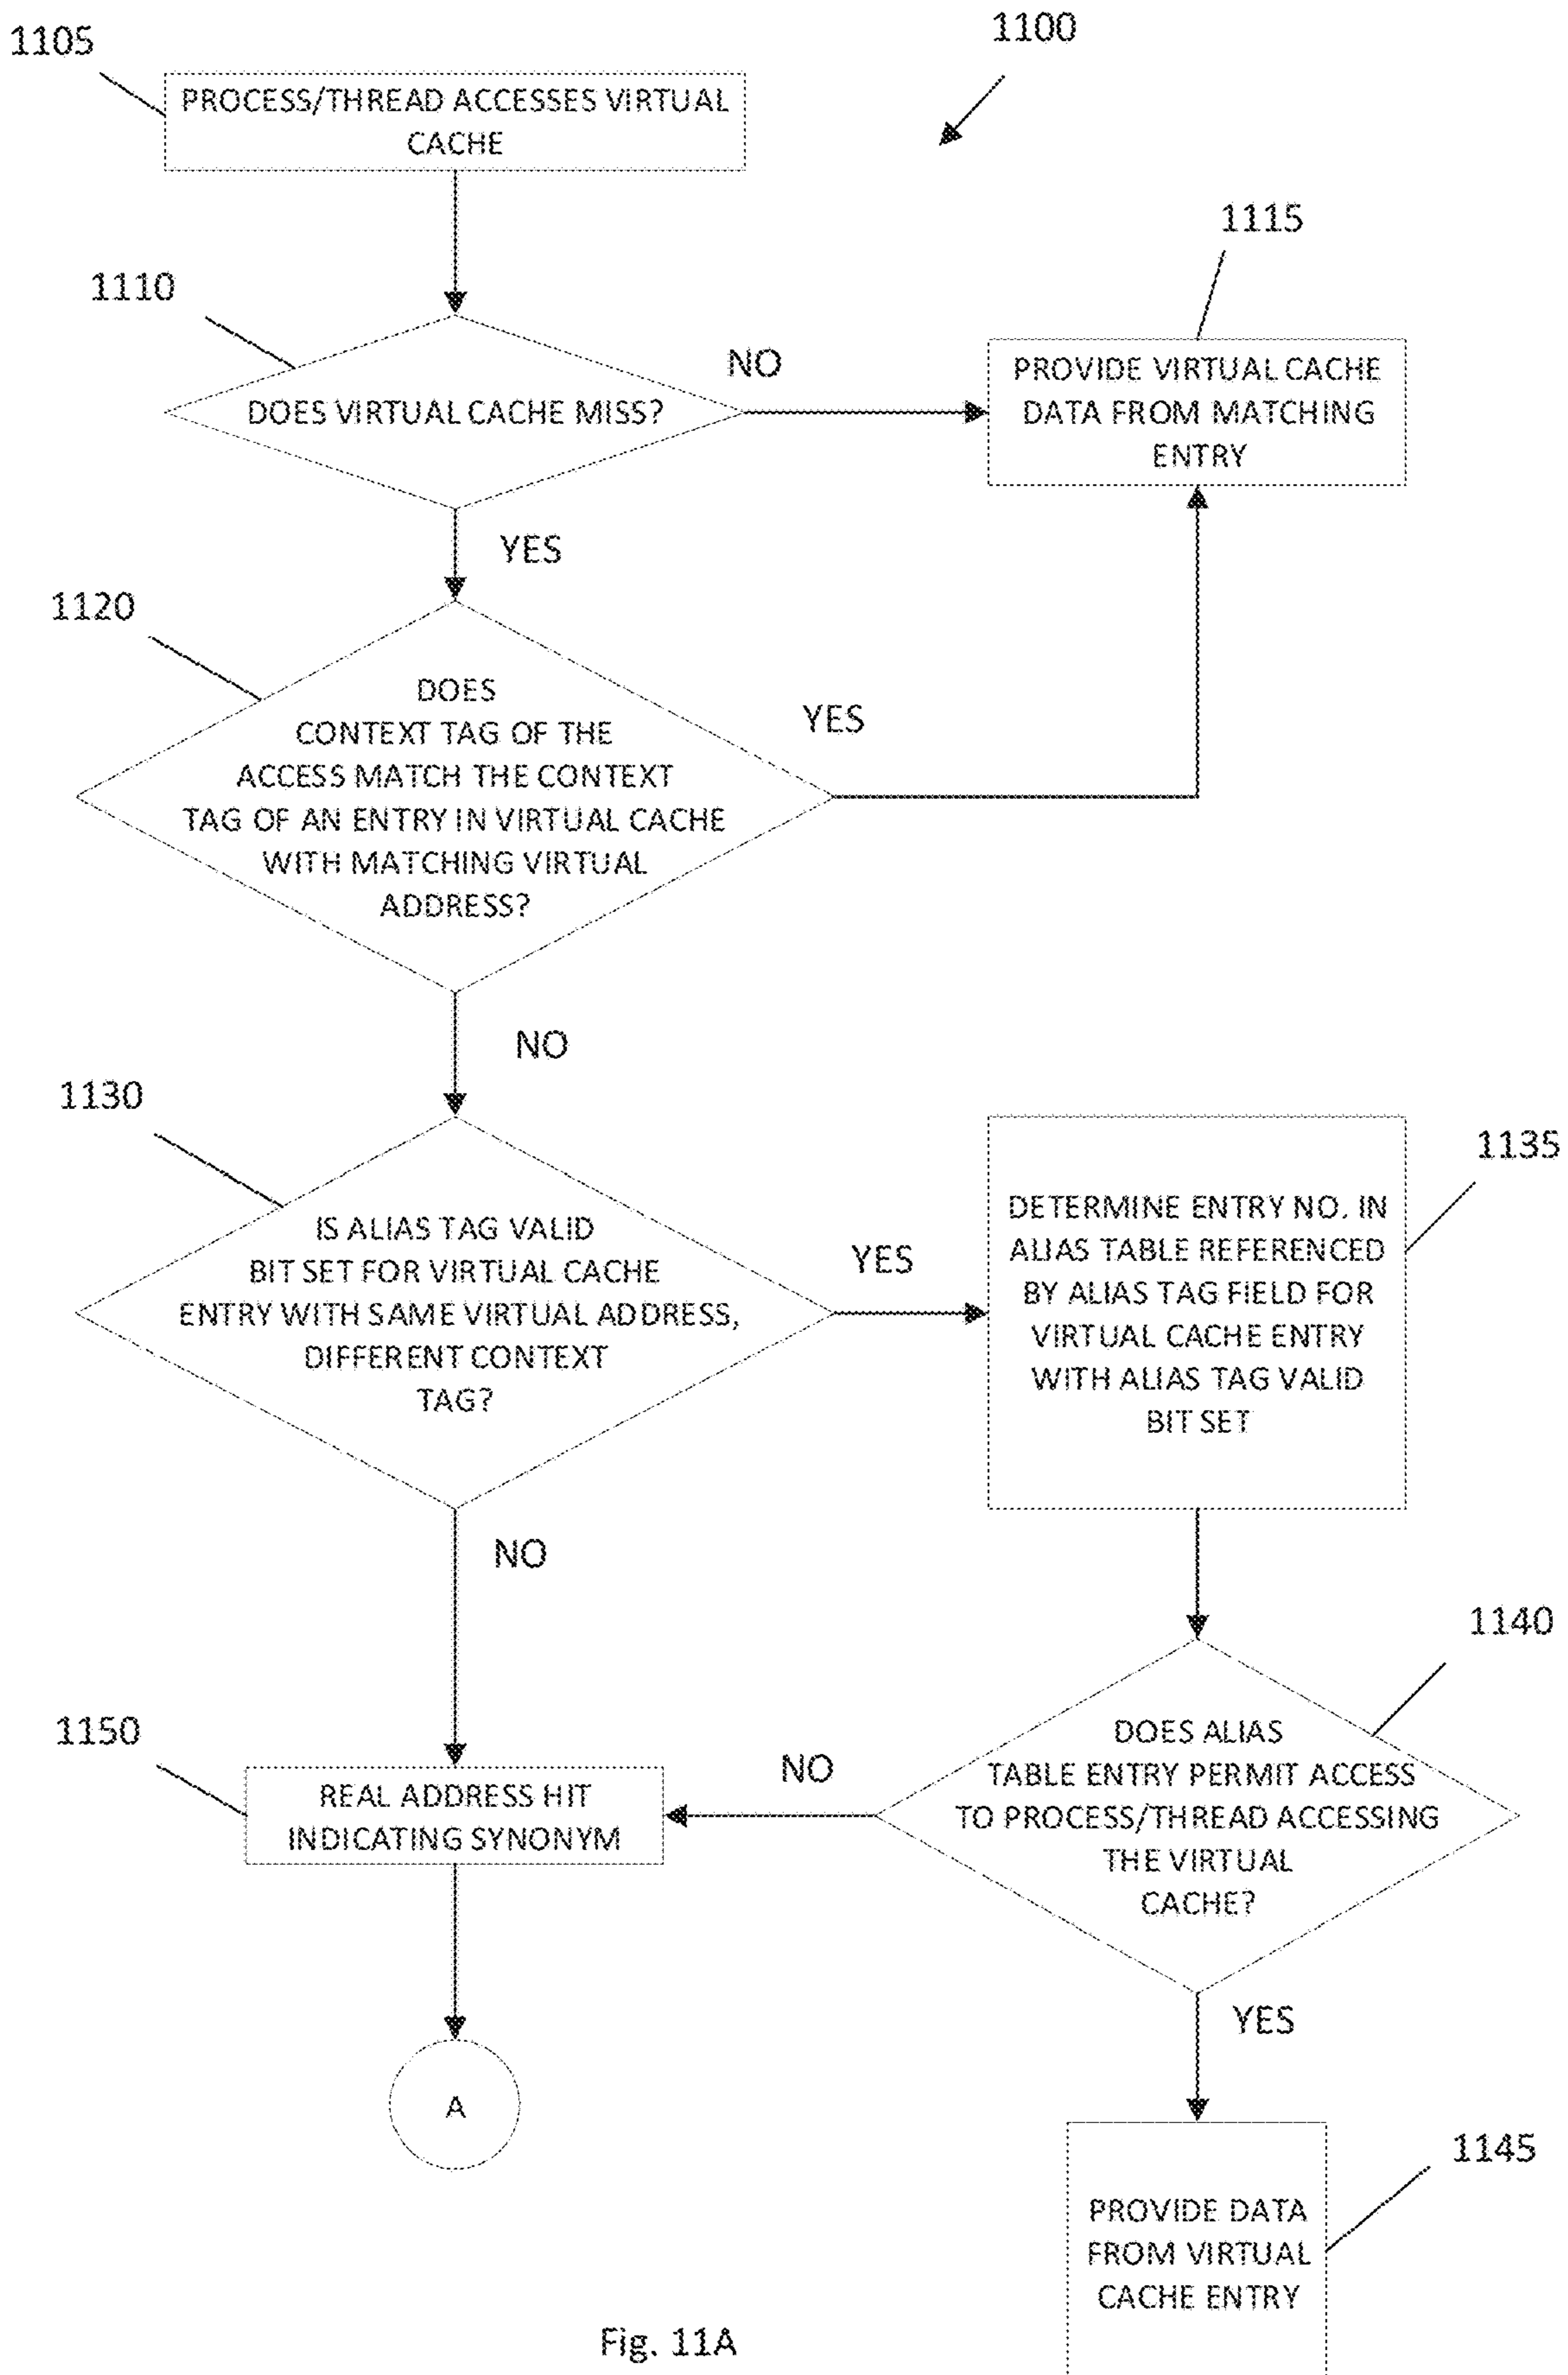 1105
1100
PROCESS/THREAD ACCESSES VIRTUAL
CACHE
1115
1110
NO
PROVIDE VIRTUAL CACHE
DATA FROM MATCHING
ENTRY
DOES VIRTUAL CACHE MISS?
YES
1120
DOES
CONTEXT TAG OF THE
ACCESS MATCH THE CONTEXT
TAG OF AN ENTRY IN VIRTUAL CACHE
WITH MATCHING VIRTUAL
ADDRESS?
YES
NO
1130
IS ALIAS TAG VALID
BIT SET FOR VIRTUAL CACHE
ENTRY WITH SAME VIRTUAL ADDRESS,
DIFFERENT CONTEXT
TAG?
YES
1135
DETERMINE ENTRY NO. IN
ALIAS TABLE REFERENCED
BY ALIAS TAG FIELD FOR
VIRTUAL CACHE ENTRY
WITH ALIAS TAG VALID
BIT SET
NO
1140
DOES ALIAS
TABLE ENTRY PERMIT ACCESS
TO PROCESS/THREAD ACCESSING
THE VIRTUAL
CACHE?
NO
1150
REAL ADDRESS HIT
INDICATING SYNONYM
YES
A
1145
PROVIDE DATA
FROM VIRTUAL
CACHE ENTRY
Fig. 11A